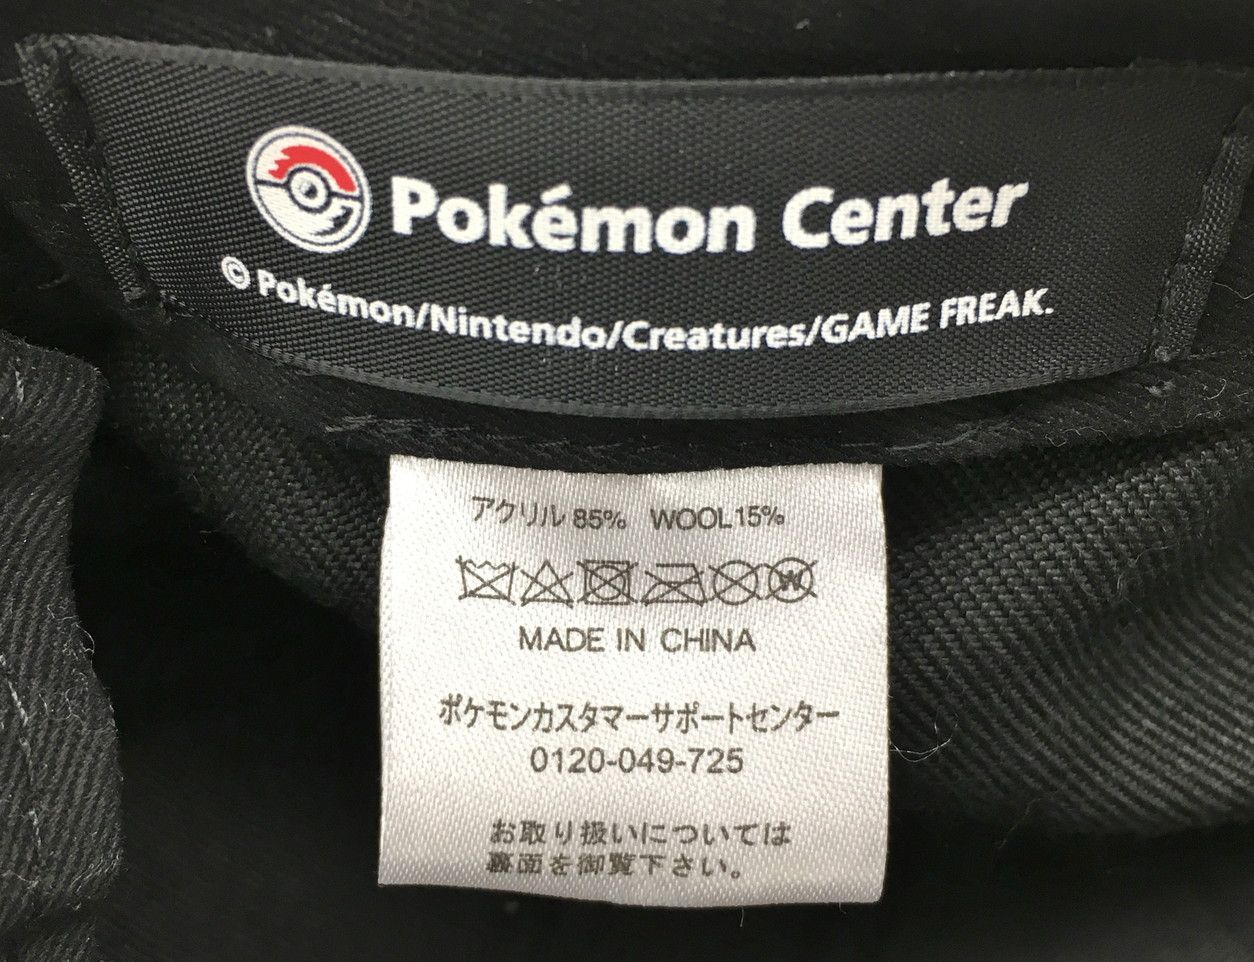 Pokémon Center
© Pokémon/Nintendo/Creatures/GAME FREAK.
アクリル 85% WOOL 15%
W
MADE IN CHINA
ポケモンカスタマーサポートセンター
0120-049-725
お取り扱いについては
裏面を御覧下さい。